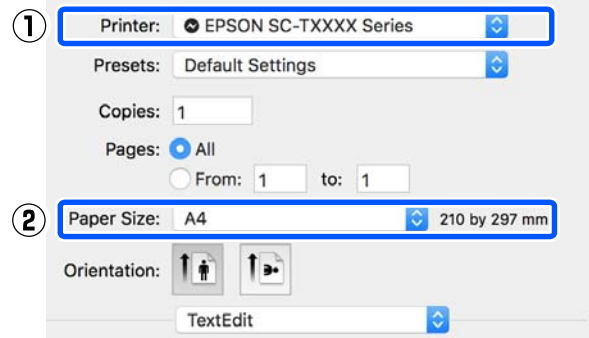 ① Printer: EPSON SC-TXXXX Series
Presets: Default Settings
Copies: 1
Pages: All
From: 1 to: 1
② Paper Size: A4 210 by 297 mm
Orientation:
TextEdit